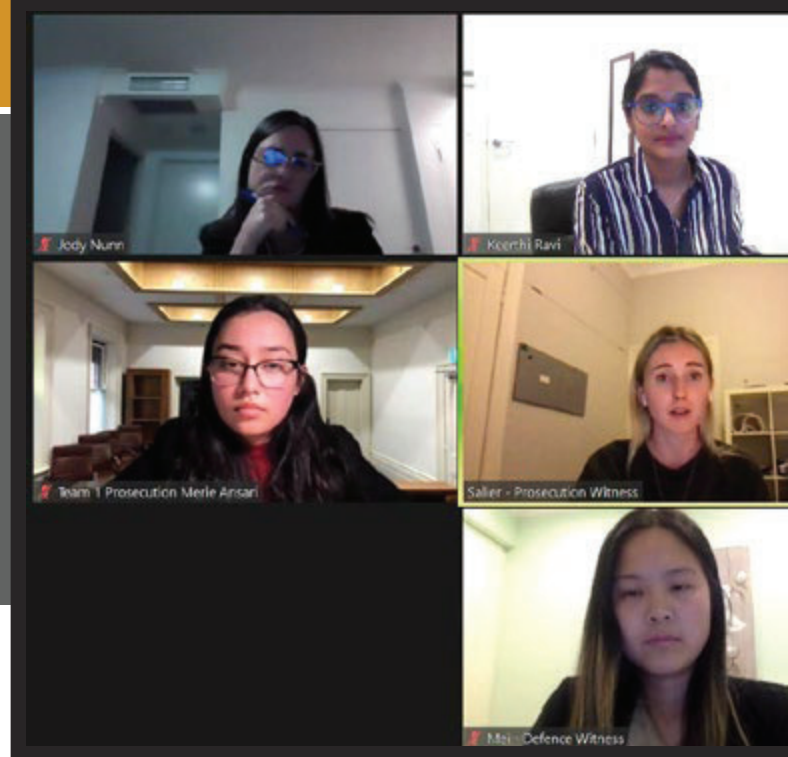 Jody Nunn
Keerthi Ravi
Team 1 Prosecution Merle Ansari
Salier - Prosecution Witness
Mei - Defence Witness